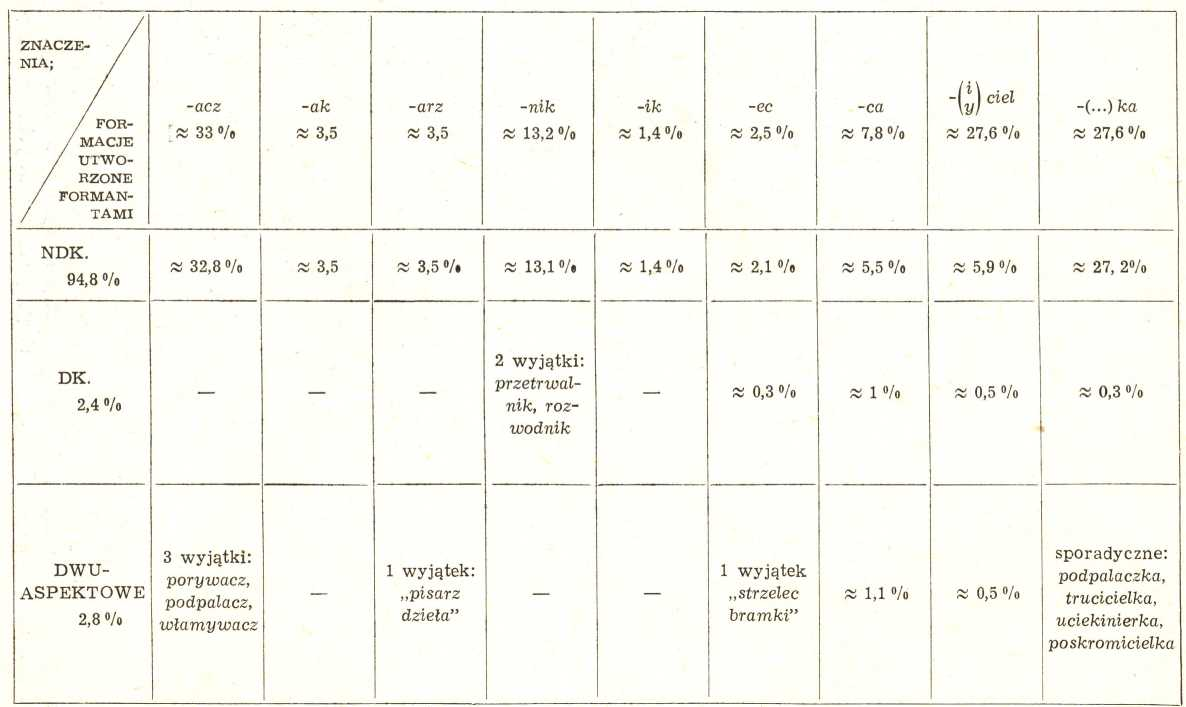 ZNACZE-
NIA;
FOR-
MACJE
UTWO-
RZONE
FORMAN-
TAMI
-acz
≈ 33 %
-ak
≈ 3,5
-arz
≈ 3,5
-nik
≈ 13,2 %
-ik
≈ 1,4 %
-ec
≈ 2,5 %
-ca
≈ 7,8 %
-(i y) ciel
≈ 27,6 %
-(...) ka
≈ 27,6 %
NDK.
94,8 %
≈ 32,8 %
≈ 3,5
≈ 3,5 %
≈ 13,1 %
≈ 1,4 %
≈ 2,1 %
≈ 5,5 %
≈ 5,9 %
≈ 27, 2%
DK.
2,4 %
—
—
—
2 wyjątki:
przetrwal-
nik, roz-
wodnik
—
≈ 0,3 %
≈ 1 %
≈ 0,5 %
≈ 0,3 %
DWU-
ASPEKTOWE
2,8 %
3 wyjątki:
porywacz,
podpalacz,
włamywacz
—
1 wyjątek:
„pisarz
dzieła”
—
—
1 wyjątek
„strzelec
bramki”
≈ 1,1 %
≈ 0,5 %
sporadyczne:
podpalaczka,
trucicielka,
uciekinierka,
poskromicielka